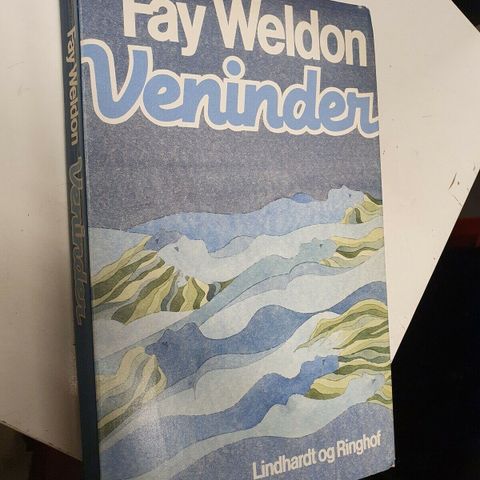 Fay Weldon
Veninder
Lindhardt og Ringhof
Fay Weldon Veninder